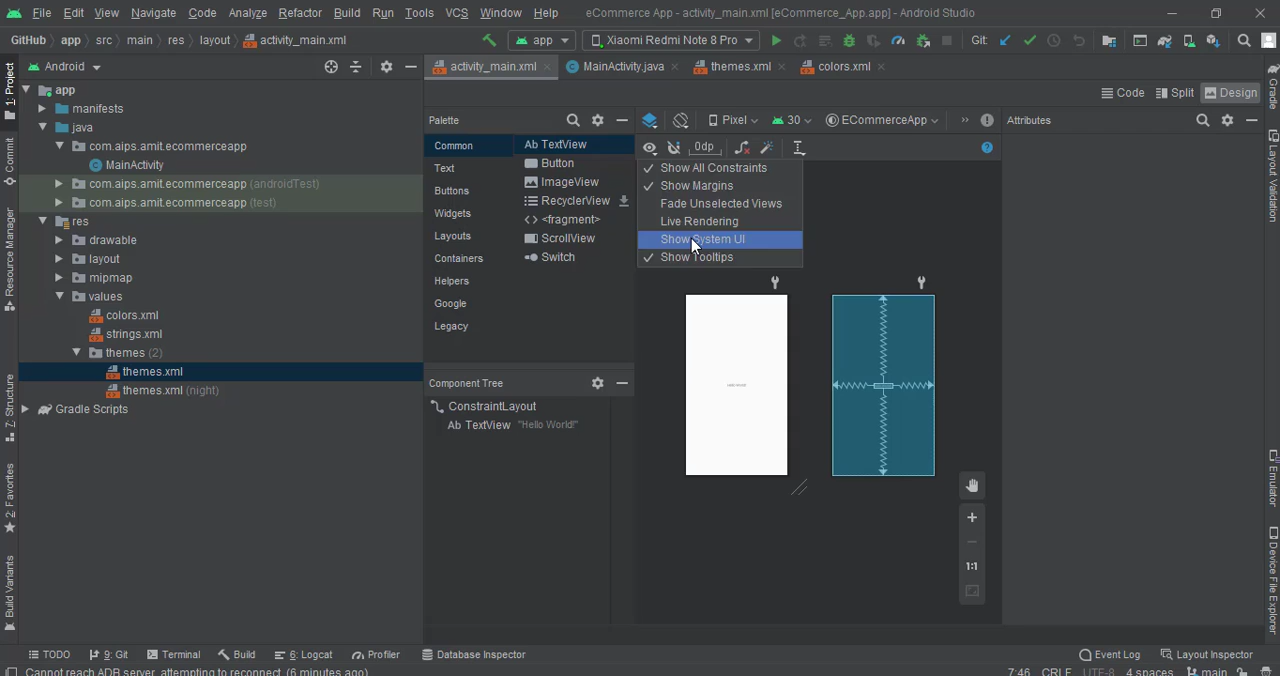 File Edit View Navigate Code Analyze Refactor Build Run Tools VCS Window Help eCommerce App - activity_main.xml [eCommerce_App.app] - Android Studio
GitHub app src main res layout activity_main.xml app Xiaomi Redmi Note 8 Pro Git:
1: Project
Commit
Resource Manager
7: Structure
2: Favorites
Build Variants
Android
app
manifests
java
com.aips.amit.ecommerceapp
MainActivity
com.aips.amit.ecommerceapp (androidTest)
com.aips.amit.ecommerceapp (test)
res
drawable
layout
mipmap
values
colors.xml
strings.xml
themes (2)
themes.xml
themes.xml (night)
Gradle Scripts
activity_main.xml MainActivity.java themes.xml colors.xml
Code Split Design
Palette
Common
Text
Buttons
Widgets
Layouts
Containers
Helpers
Google
Legacy
Ab TextView
Button
ImageView
RecyclerView
<> <fragment>
ScrollView
Switch
Component Tree
ConstraintLayout
Ab TextView "Hello World!"
Pixel 30 ECommerceApp »
0dp
Show All Constraints
Show Margins
Fade Unselected Views
Live Rendering
Show System UI
Show Tooltips
1:1
Attributes
Gradle
Emulator
Device File Explorer
TODO 9: Git Terminal Build 6: Logcat Profiler Database Inspector Event Log Layout Inspector
Cannot reach ADB server, attempting to reconnect. (6 minutes ago) 7:46 CRLF UTF-8 4 spaces main